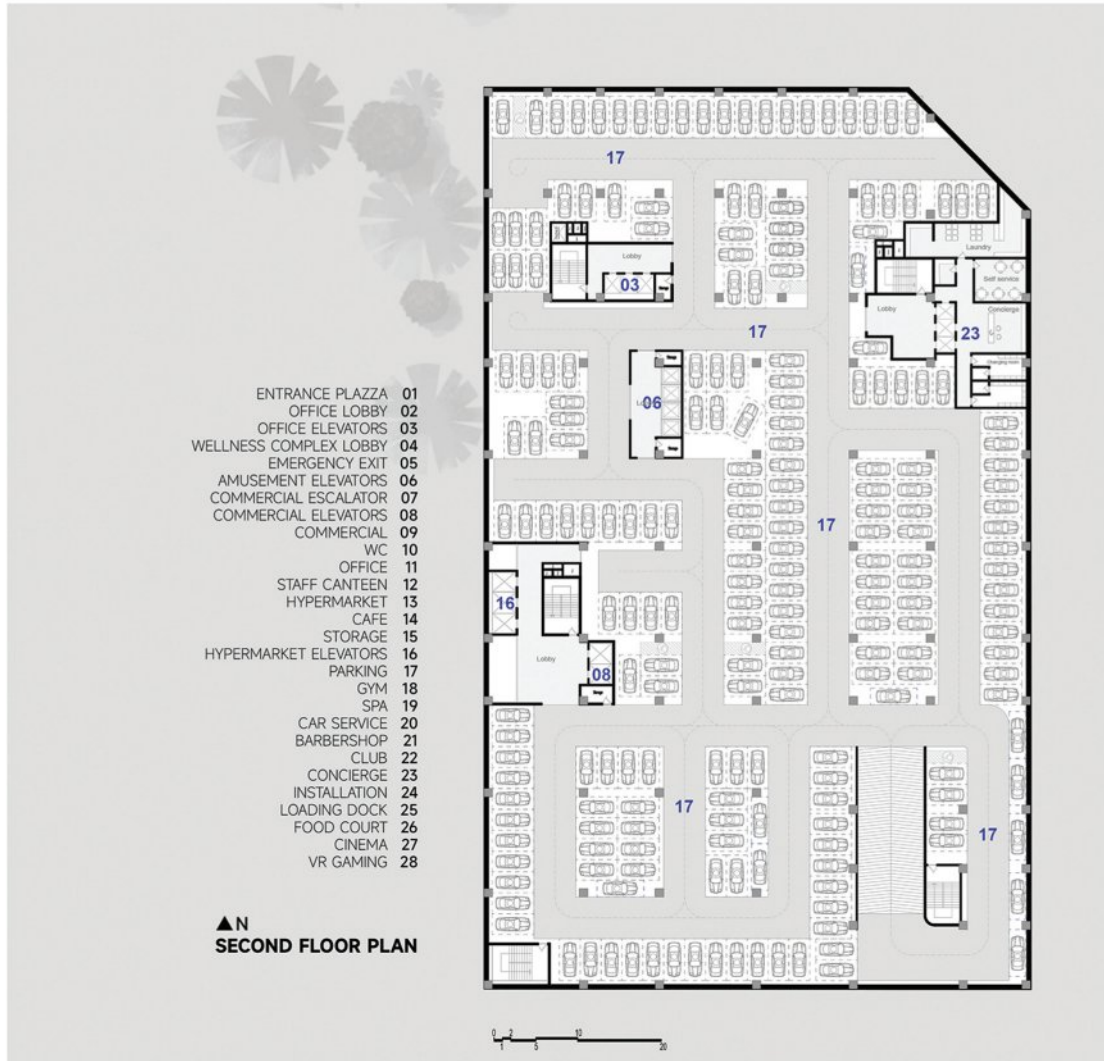 17
Lobby
03
Laundry
Self service
Lobby
Concierge
23
Changing room
17
06
17
16
Lobby
08
17
17
ENTRANCE PLAZZA 01
OFFICE LOBBY 02
OFFICE ELEVATORS 03
WELLNESS COMPLEX LOBBY 04
EMERGENCY EXIT 05
AMUSEMENT ELEVATORS 06
COMMERCIAL ESCALATOR 07
COMMERCIAL ELEVATORS 08
COMMERCIAL 09
WC 10
OFFICE 11
STAFF CANTEEN 12
HYPERMARKET 13
CAFE 14
STORAGE 15
HYPERMARKET ELEVATORS 16
PARKING 17
GYM 18
SPA 19
CAR SERVICE 20
BARBERSHOP 21
CLUB 22
CONCIERGE 23
INSTALLATION 24
LOADING DOCK 25
FOOD COURT 26
CINEMA 27
VR GAMING 28
N
SECOND FLOOR PLAN
0 2 10
1 5 20